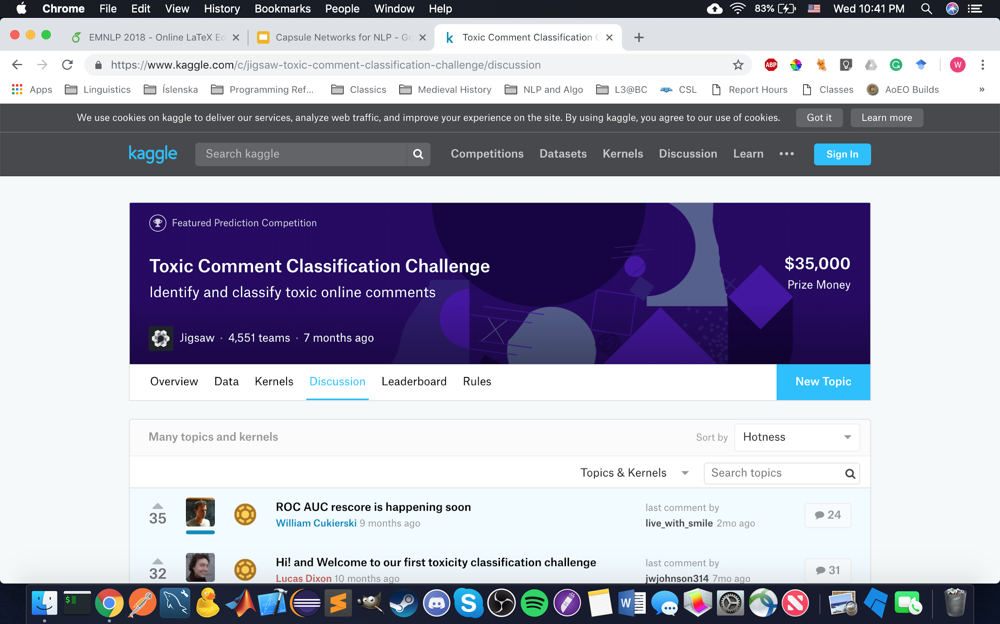 Chrome File Edit View History Bookmarks People Window Help 83% Wed 10:41 PM
EMNLP 2018 - Online LaTeX Ed Capsule Networks for NLP - Go Toxic Comment Classification C
https://www.kaggle.com/c/jigsaw-toxic-comment-classification-challenge/discussion ABP G W
Apps Linguistics Íslenska Programming Ref... Classics Medieval History NLP and Algo L3@BC CSL Report Hours Classes AoEO Builds »
We use cookies on kaggle to deliver our services, analyze web traffic, and improve your experience on the site. By using kaggle, you agree to our use of cookies. Got it Learn more
kaggle Search kaggle Competitions Datasets Kernels Discussion Learn ••• Sign In
Featured Prediction Competition
Toxic Comment Classification Challenge
$35,000
Identify and classify toxic online comments
Prize Money
Jigsaw · 4,551 teams · 7 months ago
Overview Data Kernels Discussion Leaderboard Rules New Topic
Many topics and kernels Sort by Hotness
Topics & Kernels Search topics
ROC AUC rescore is happening soon last comment by
35 24
William Cukierski 9 months ago live_with_smile 2mo ago
Hi! and Welcome to our first toxicity classification challenge last comment by
32 31
Lucas Dixon 10 months ago jwjohnson314 7mo ago